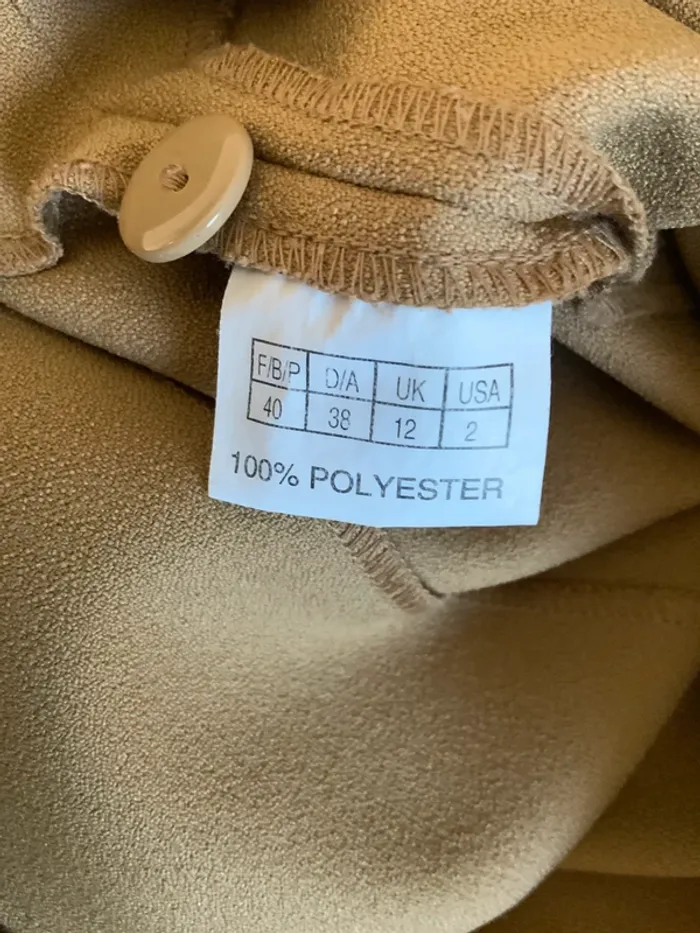 F/B/P D/A UK USA
40 38 12 2
100% POLYESTER